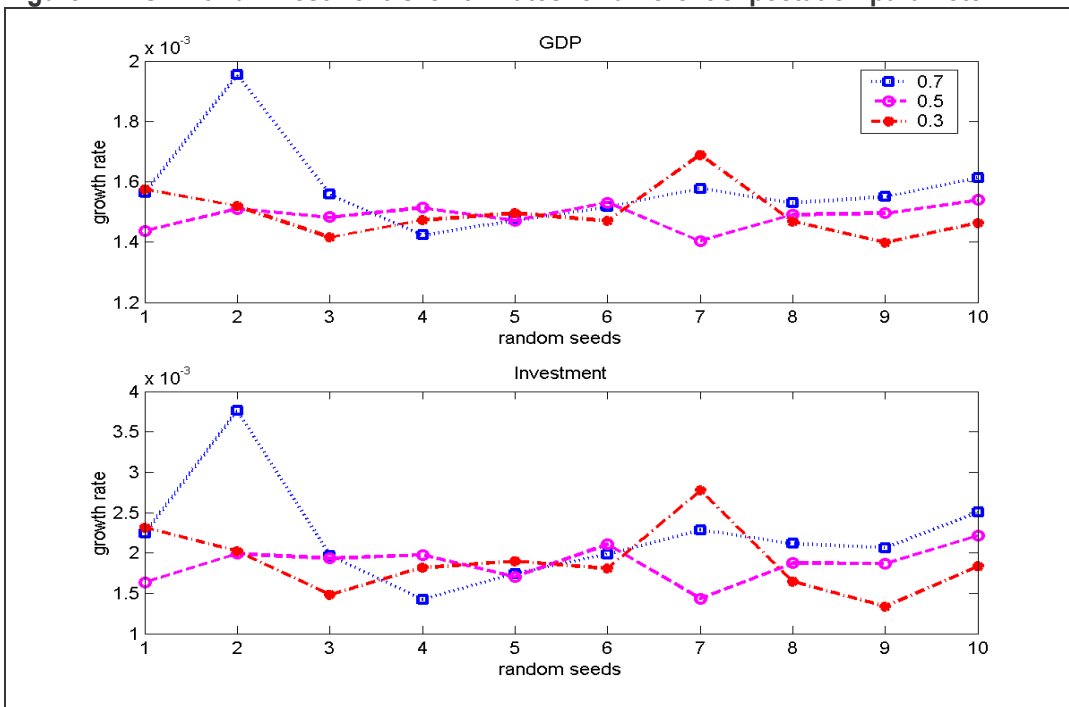 GDP
x 10⁻³
2
1.8
1.6
1.4
1.2
growth rate
0.7
0.5
0.3
1 2 3 4 5 6 7 8 9 10
random seeds
Investment
x 10⁻³
4
3.5
3
2.5
2
1.5
1
growth rate
1 2 3 4 5 6 7 8 9 10
random seeds